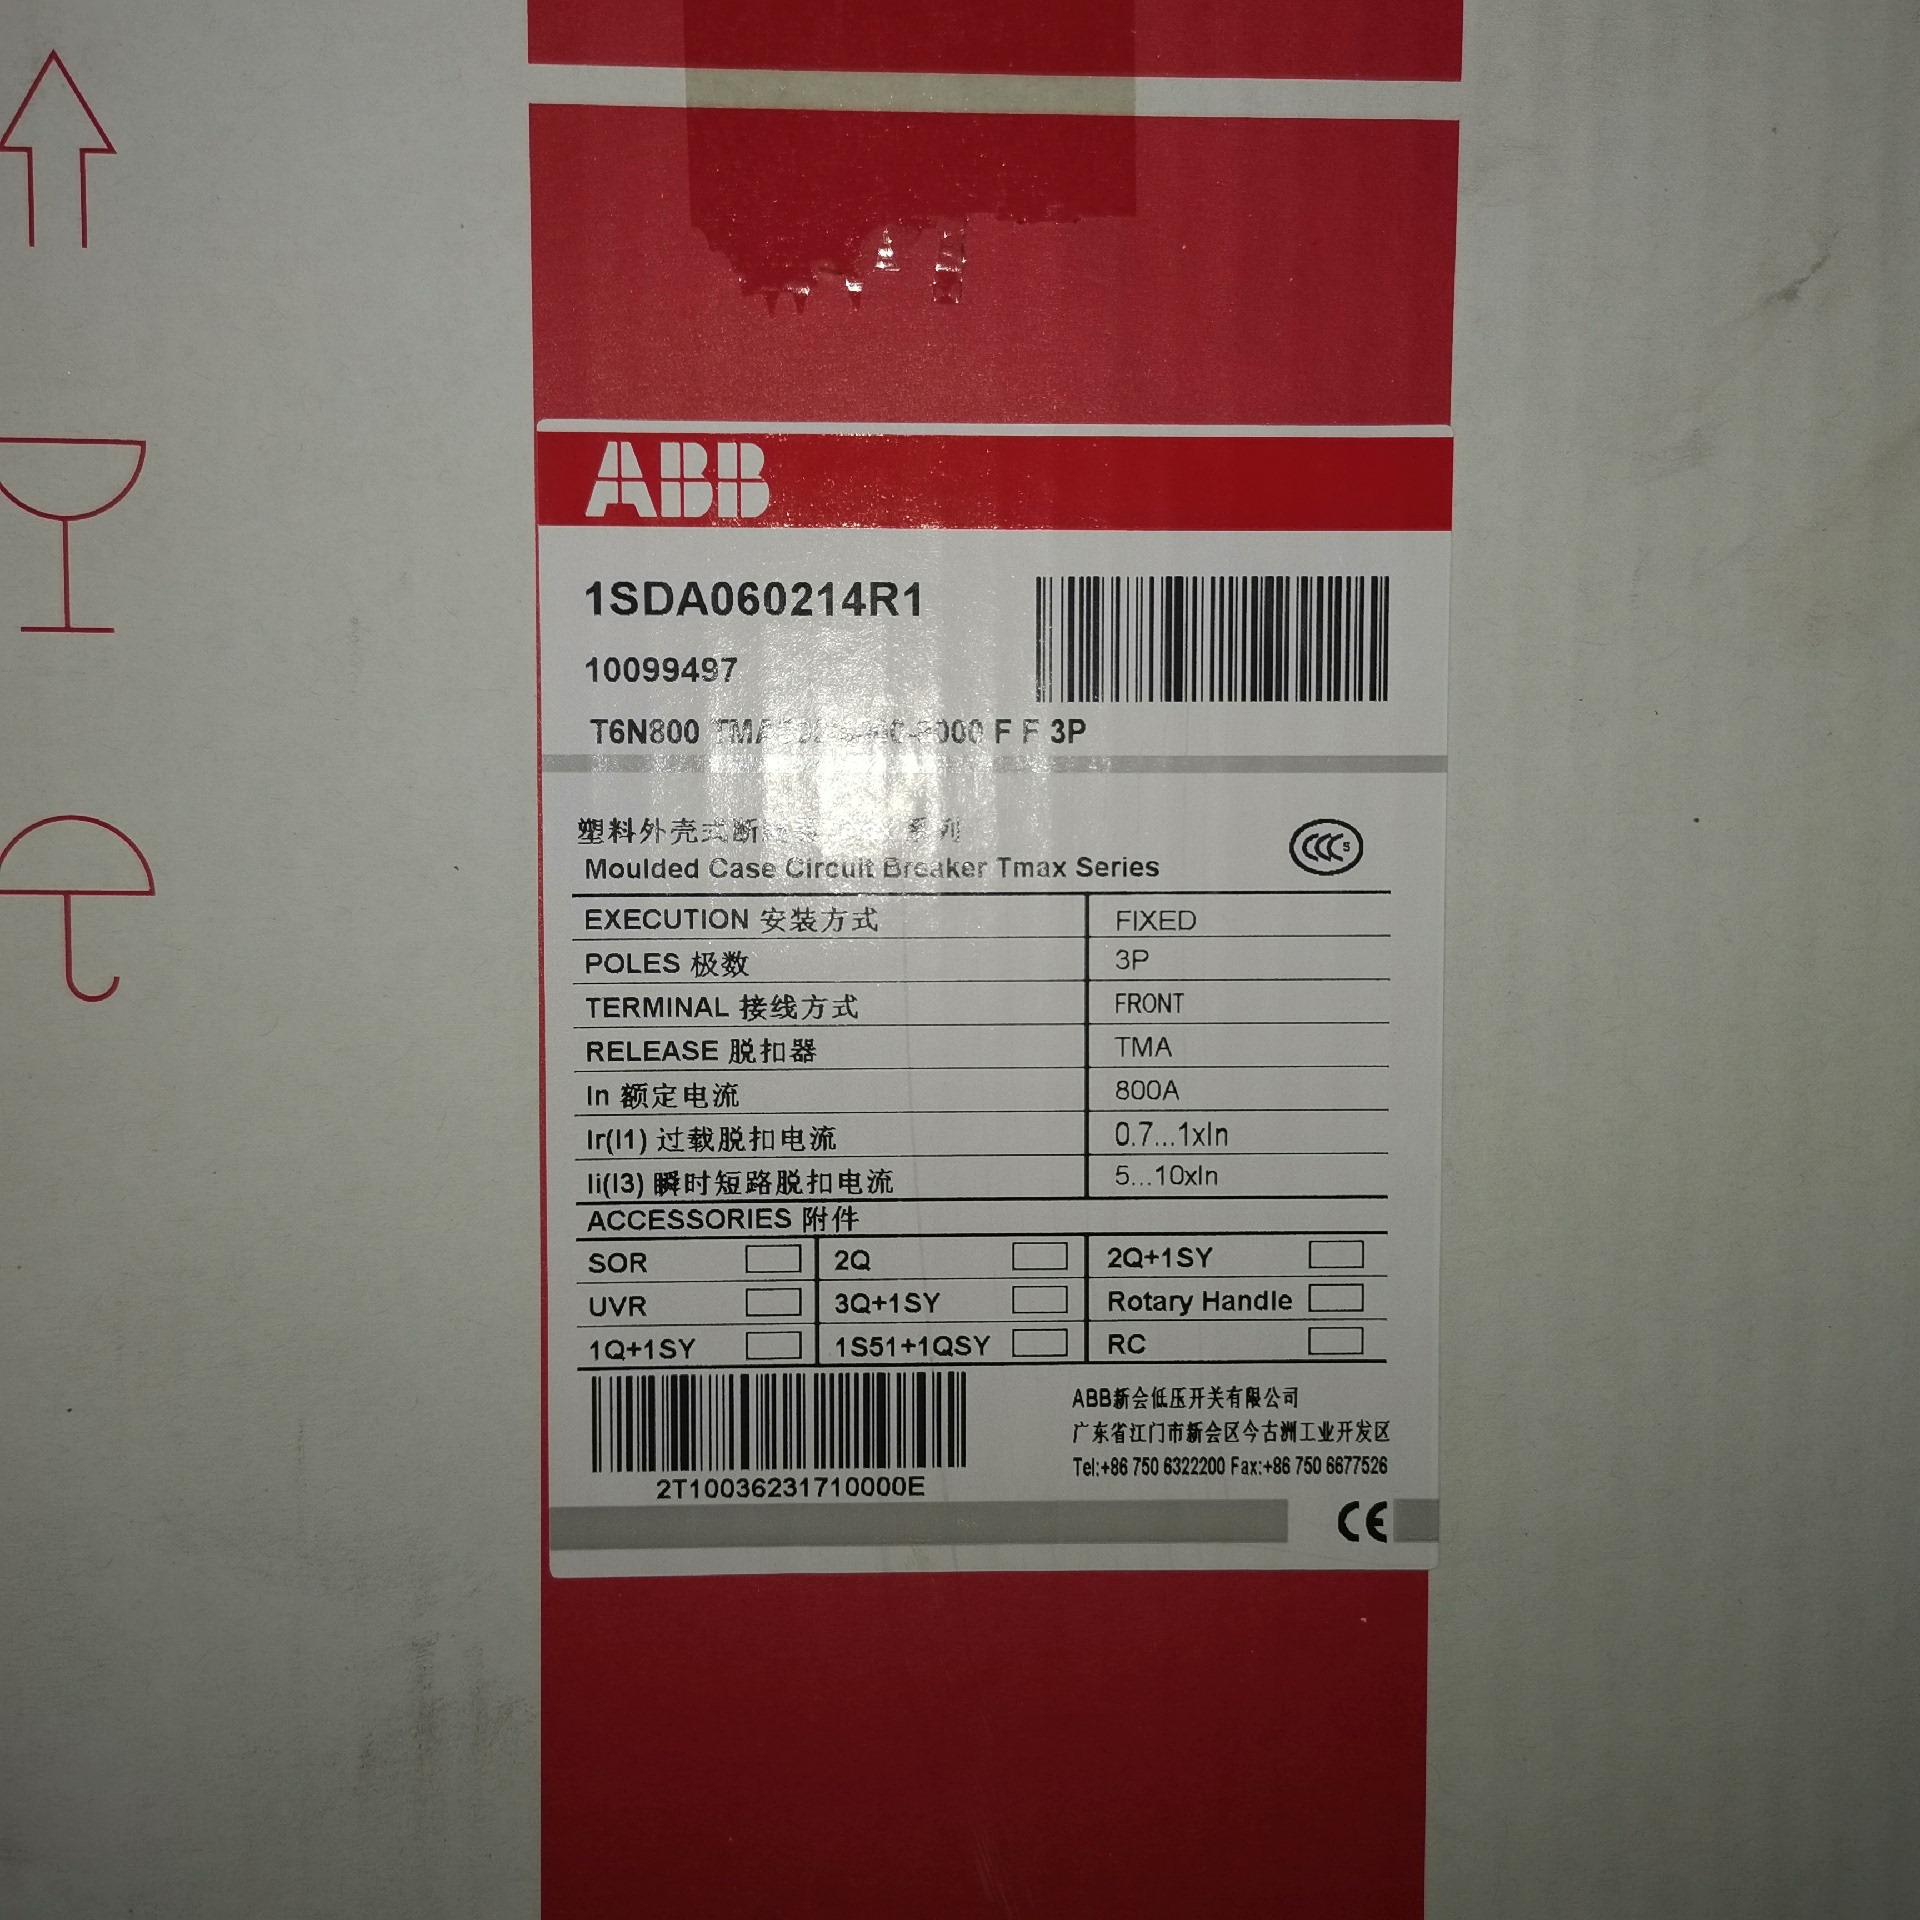 ABB
1SDA060214R1
10099497
T6N800 F F 3P
塑料外壳式断 系列
Moulded Case Circuit Breaker Tmax Series
CCC S
EXECUTION 安装方式 FIXED
POLES 极数 3P
TERMINAL 接线方式 FRONT
RELEASE 脱扣器 TMA
In 额定电流 800A
Ir(I1) 过载脱扣电流 0.7...1xIn
Ii(I3) 瞬时短路脱扣电流 5...10xIn
ACCESSORIES 附件
SOR 2Q 2Q+1SY
UVR 3Q+1SY Rotary Handle
1Q+1SY 1S51+1QSY RC
2T10036231710000E
ABB新会低压开关有限公司
广东省江门市新会区今古洲工业开发区
Tel:+86 750 6322200 Fax:+86 750 6677526
CE